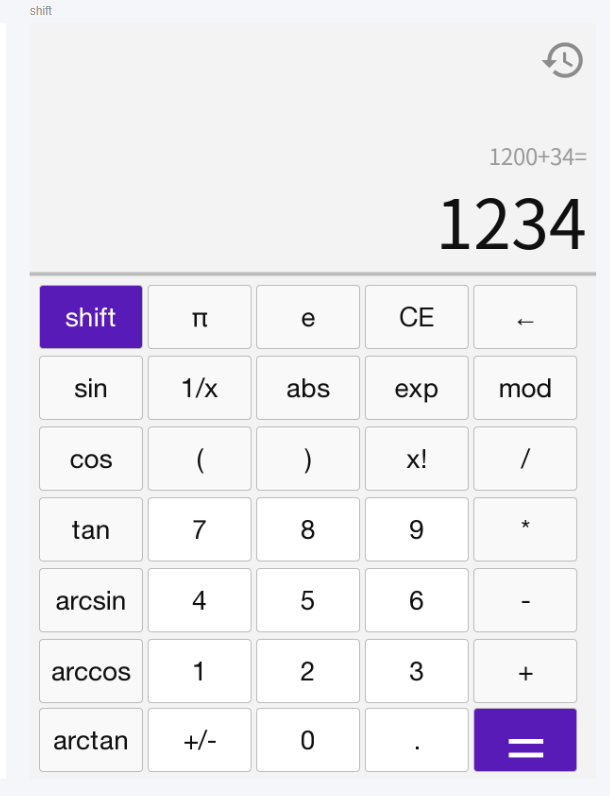 shift
1200+34=
1234
shift π e CE ←
sin 1/x abs exp mod
cos ( ) x! /
tan 7 8 9 *
arcsin 4 5 6 -
arccos 1 2 3 +
arctan +/- 0 . =